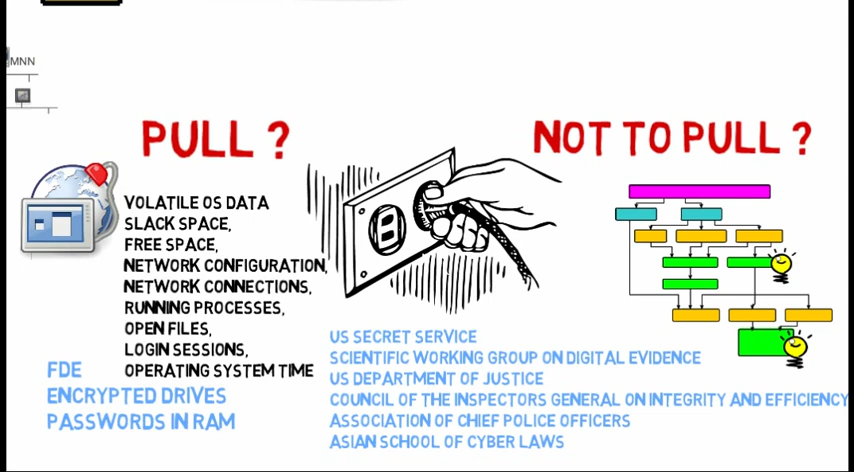 MNN
PULL ?
NOT TO PULL ?
VOLATILE OS DATA
SLACK SPACE,
FREE SPACE,
NETWORK CONFIGURATION,
NETWORK CONNECTIONS,
RUNNING PROCESSES,
OPEN FILES,
LOGIN SESSIONS,
OPERATING SYSTEM TIME
FDE
ENCRYPTED DRIVES
PASSWORDS IN RAM
US SECRET SERVICE
SCIENTIFIC WORKING GROUP ON DIGITAL EVIDENCE
US DEPARTMENT OF JUSTICE
COUNCIL OF THE INSPECTORS GENERAL ON INTEGRITY AND EFFICIENCY
ASSOCIATION OF CHIEF POLICE OFFICERS
ASIAN SCHOOL OF CYBER LAWS